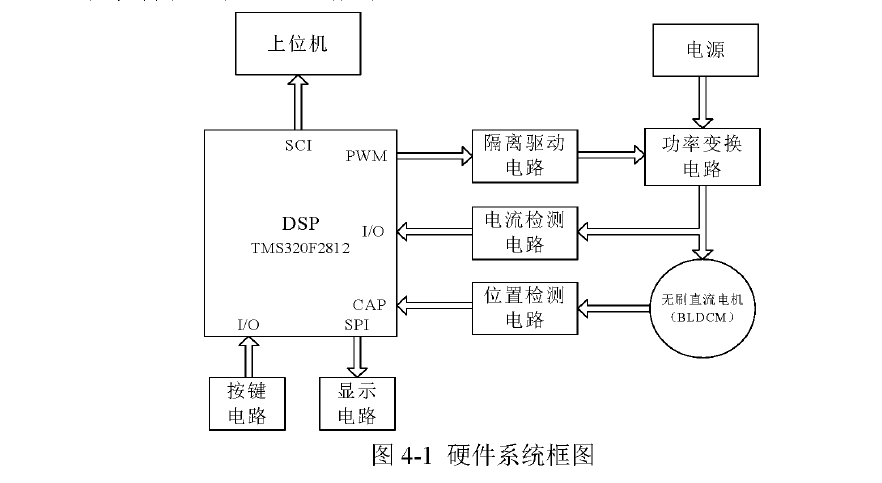 上位机
电源
SCI
PWM
隔离驱动
电路
功率变换
电路
DSP
TMS320F2812
I/O
电流检测
电路
CAP
位置检测
电路
无刷直流电机
（BLDCM）
I/O
SPI
按键
电路
显示
电路
图 4-1 硬件系统框图